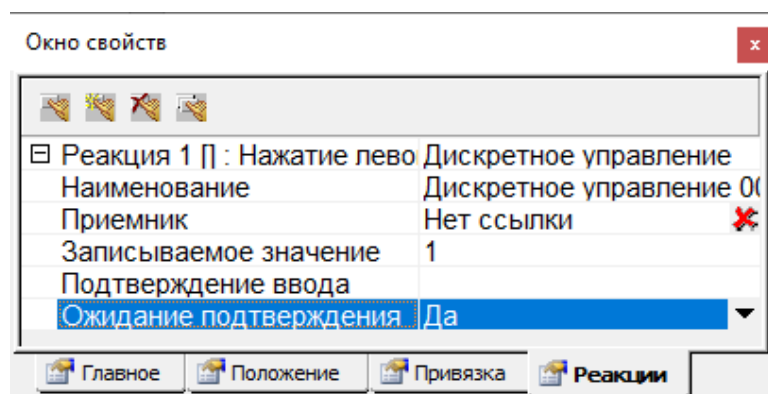 Окно свойств
Реакция 1 [] : Нажатие лево Дискретное управление
Наименование Дискретное управление 00
Приемник Нет ссылки
Записываемое значение 1
Подтверждение ввода
Ожидание подтверждения Да
Главное Положение Привязка Реакции